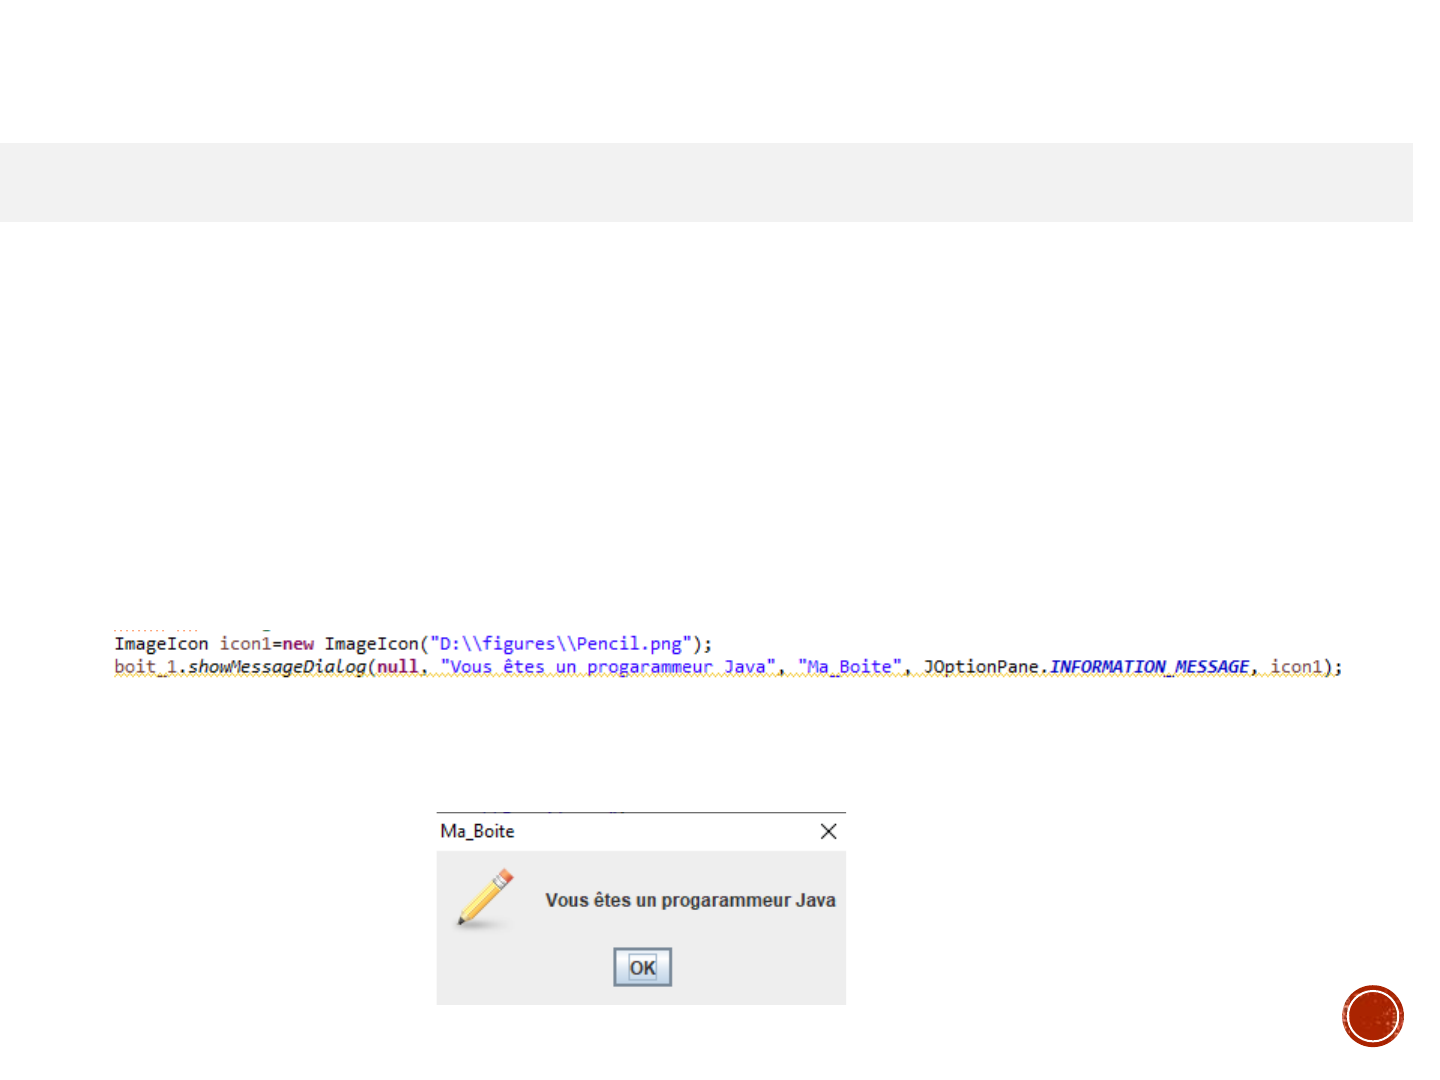 ImageIcon icon1=new ImageIcon("D:\\figures\\Pencil.png");
boit_1.showMessageDialog(null, "Vous êtes un prograrammeur Java", "Ma_Boite", JOptionPane.INFORMATION_MESSAGE, icon1);
Ma_Boite
Vous êtes un progarammeur Java
OK